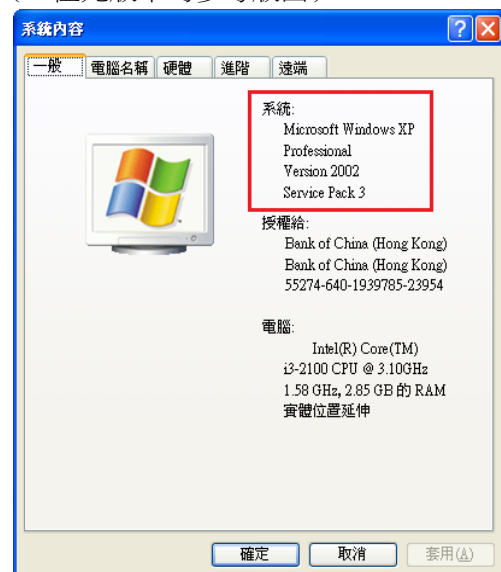 系統內容
一般 電腦名稱 硬體 進階 遠端
系統:
Microsoft Windows XP
Professional
Version 2002
Service Pack 3
授權給:
Bank of China (Hong Kong)
Bank of China (Hong Kong)
55274-640-1939785-23954
電腦:
Intel(R) Core(TM)
i3-2100 CPU @ 3.10GHz
1.58 GHz, 2.85 GB 的 RAM
實體位置延伸
確定 取消 套用(A)